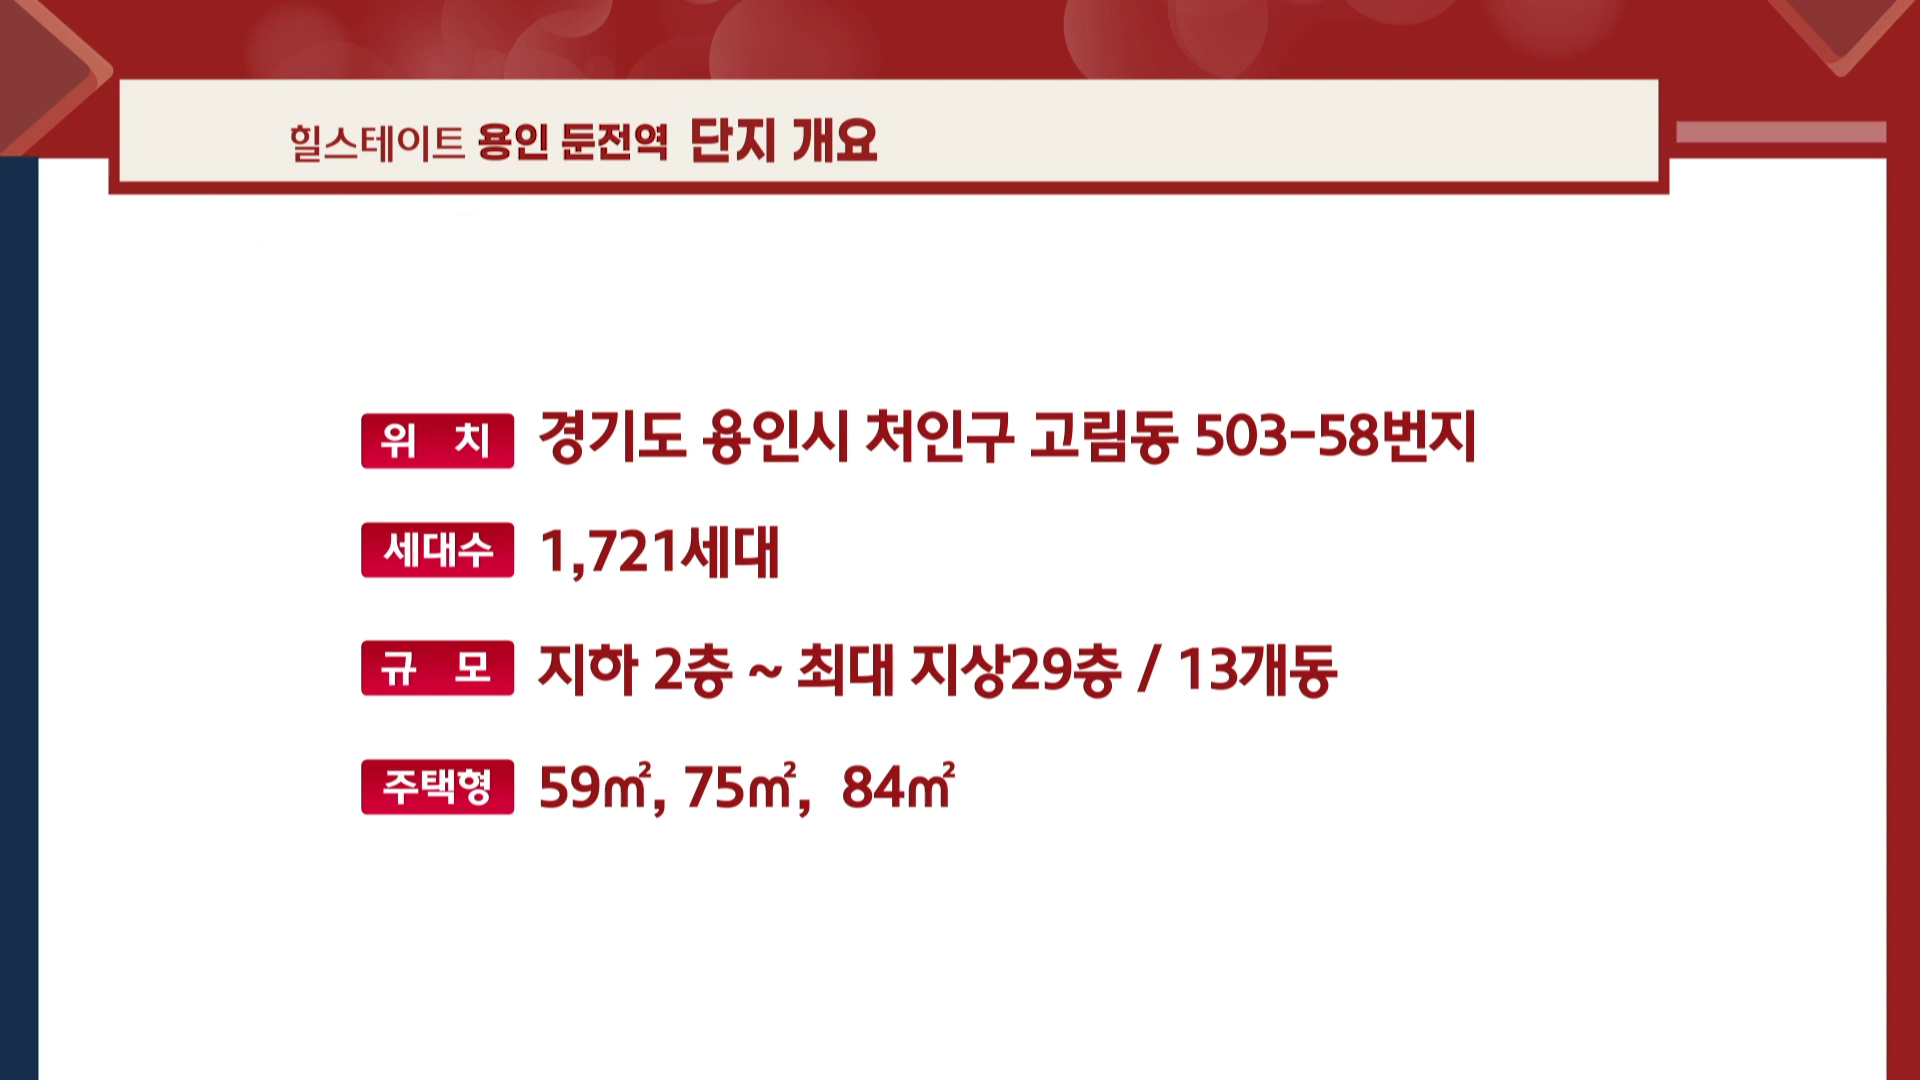 힐스테이트 용인 둔전역 단지 개요
위 치 경기도 용인시 처인구 고림동 503-58번지
세대수 1,721세대
규 모 지하 2층 ~ 최대 지상29층 / 13개동
주택형 59㎡, 75㎡, 84㎡